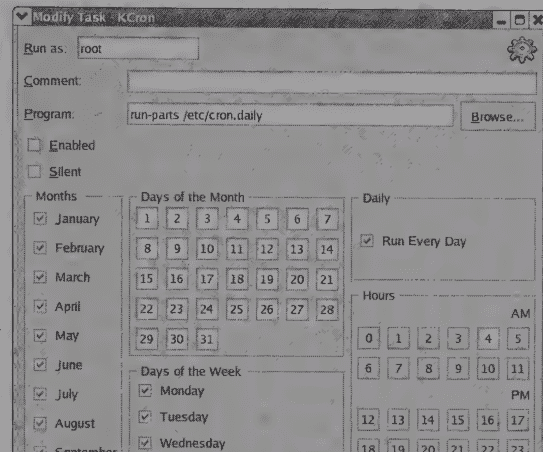 Modify Task - KCron
Run as: root
Comment:
Program: run-parts /etc/cron.daily Browse...
Enabled
Silent
Months
January
February
March
April
May
June
July
August
September
Days of the Month
1 2 3 4 5 6 7
8 9 10 11 12 13 14
15 16 17 18 19 20 21
22 23 24 25 26 27 28
29 30 31
Days of the Week
Monday
Tuesday
Wednesday
Daily
Run Every Day
Hours
AM
0 1 2 3 4 5
6 7 8 9 10 11
PM
12 13 14 15 16 17
18 19 20 21 22 23